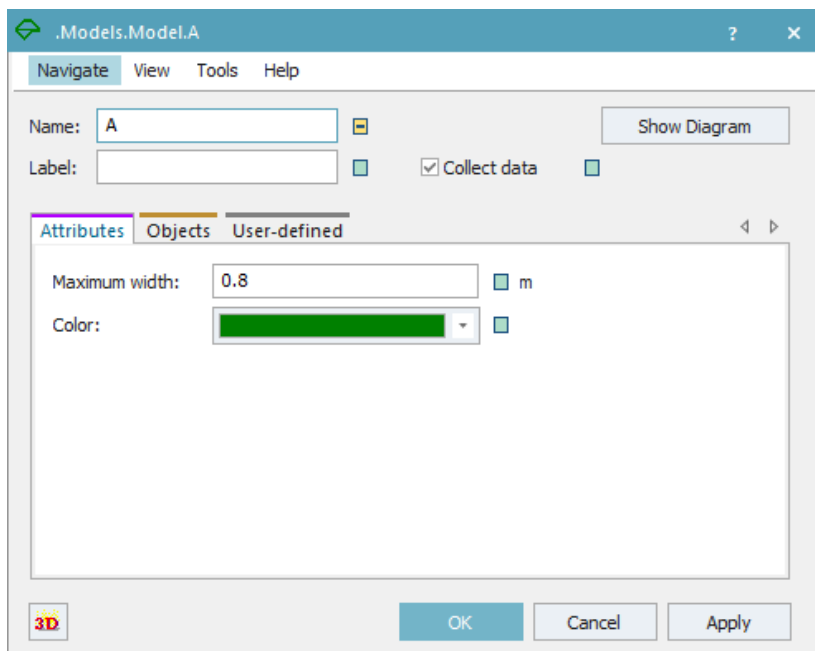 .Models.Model.A ? ×
Navigate View Tools Help
Name: A Show Diagram
Label: Collect data
Attributes Objects User-defined
Maximum width: 0.8 m
Color:
3D OK Cancel Apply